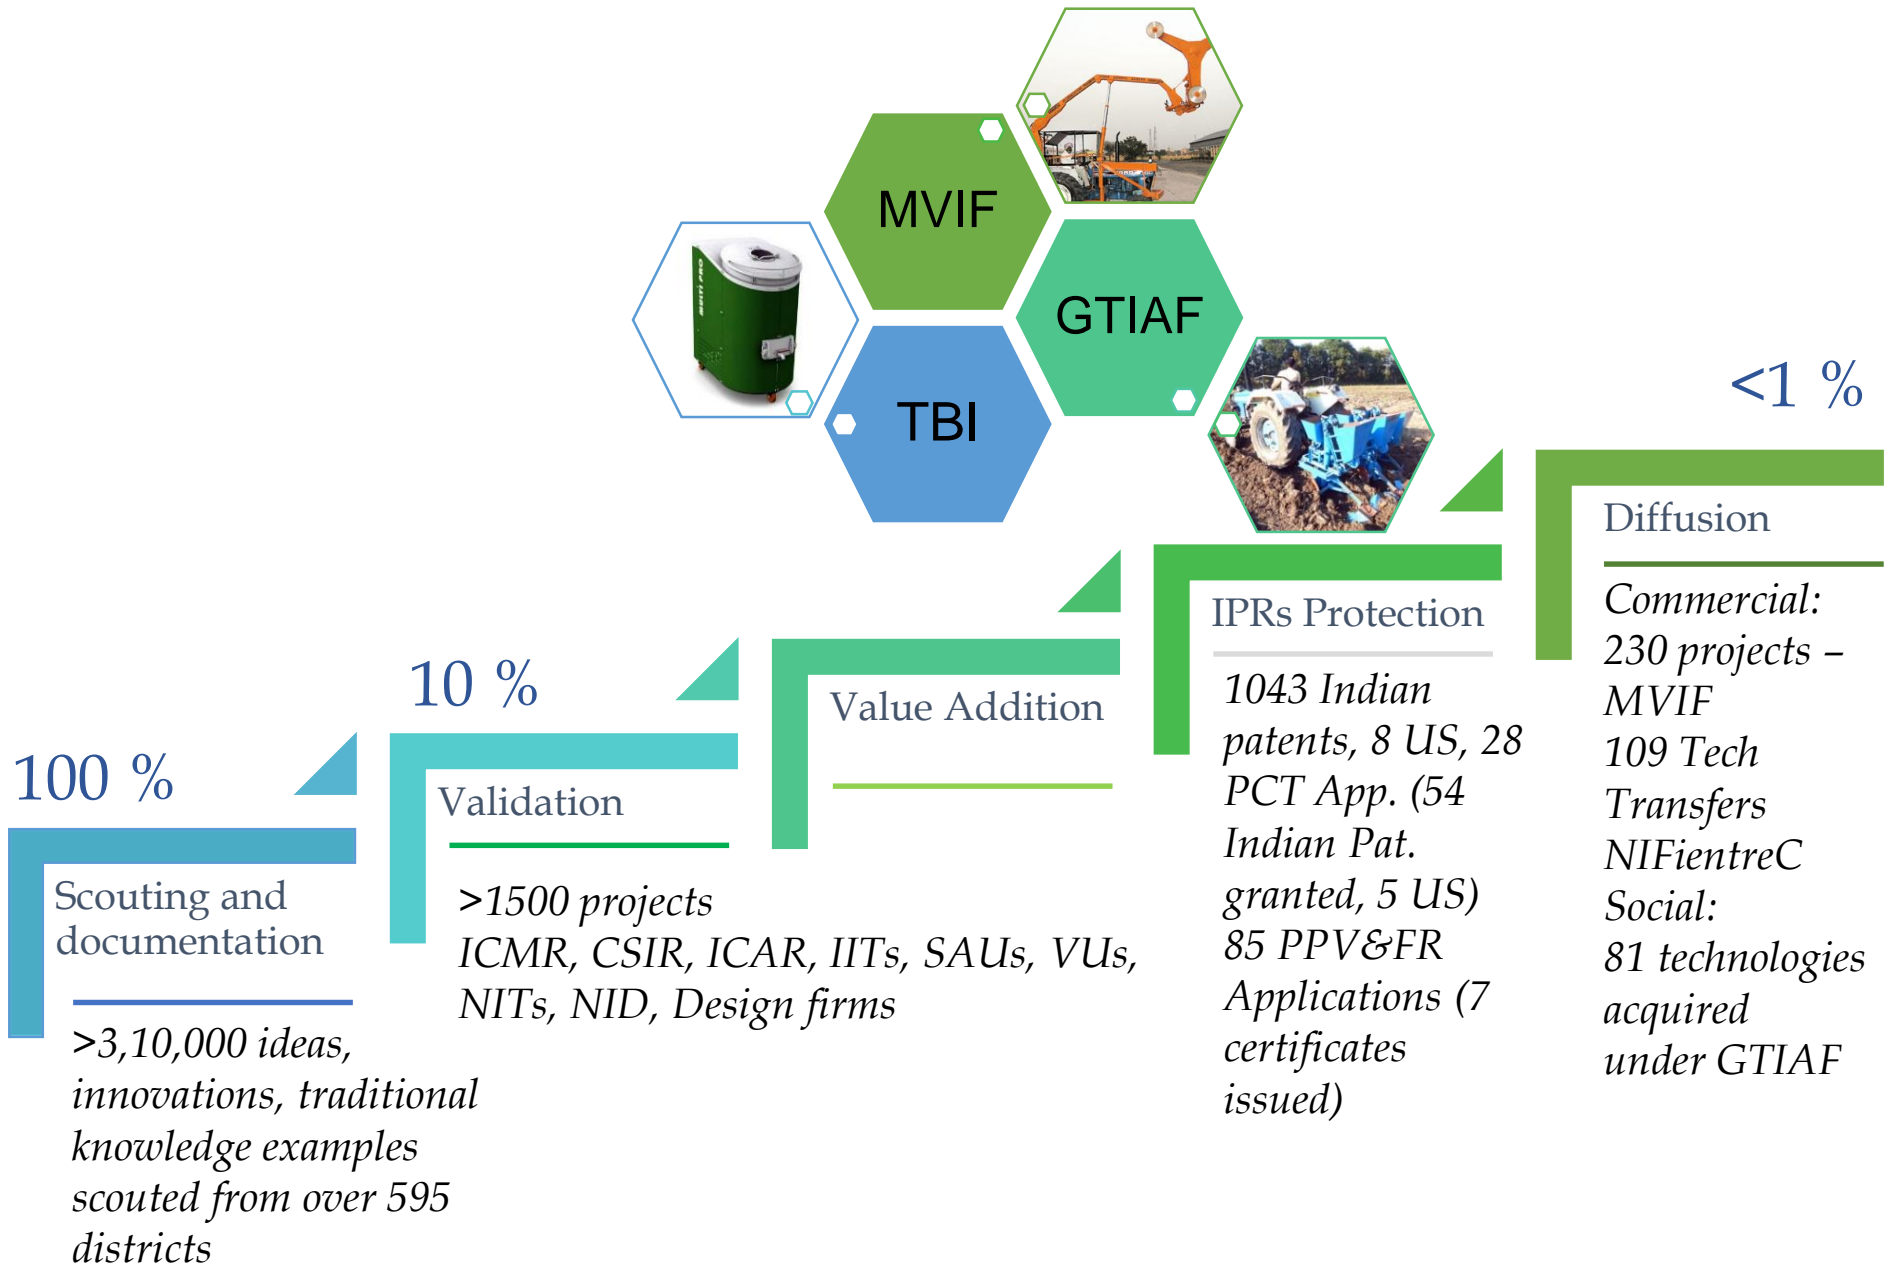 MVIF
GTIAF
TBI
MULTI PRO
100 %
Scouting and
documentation
>3,10,000 ideas,
innovations, traditional
knowledge examples
scouted from over 595
districts
10 %
Validation
>1500 projects
ICMR, CSIR, ICAR, IITs, SAUs, VUs,
NITs, NID, Design firms
Value Addition
IPRs Protection
1043 Indian
patents, 8 US, 28
PCT App. (54
Indian Pat.
granted, 5 US)
85 PPV&FR
Applications (7
certificates
issued)
<1 %
Diffusion
Commercial:
230 projects –
MVIF
109 Tech
Transfers
NIFientreC
Social:
81 technologies
acquired
under GTIAF